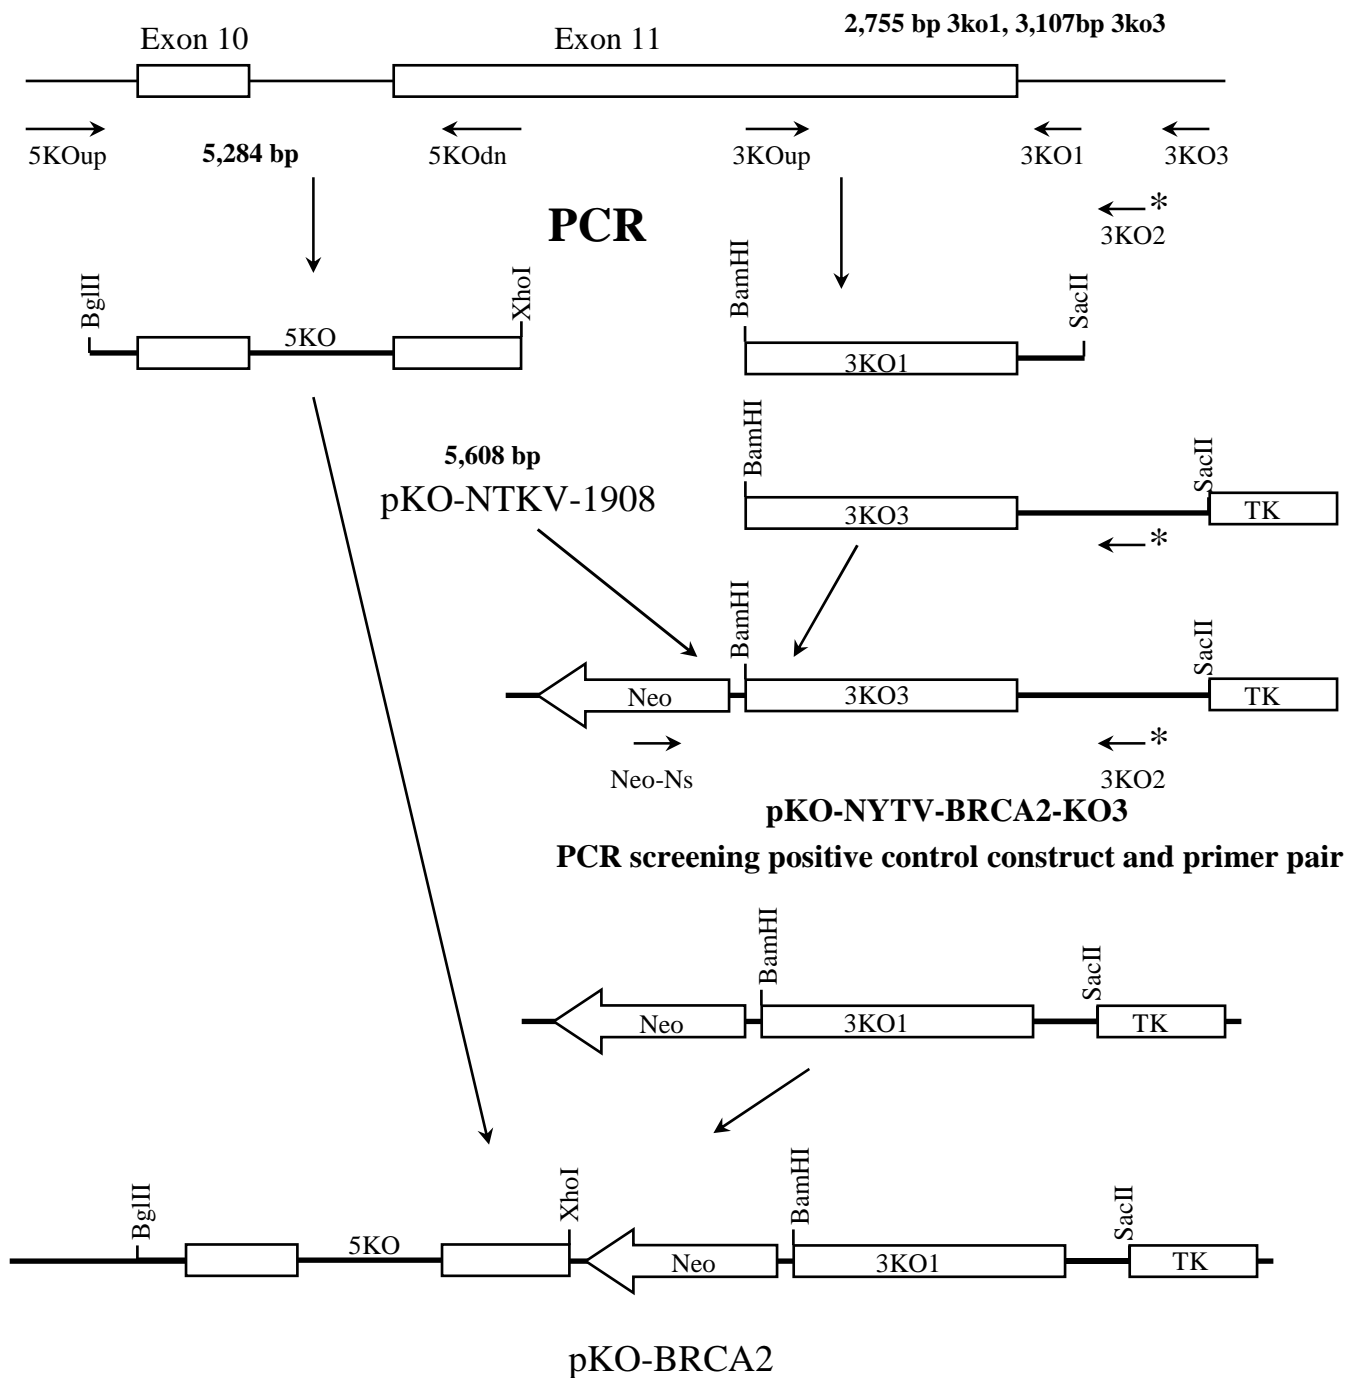 2,755 bp 3ko1, 3,107bp 3ko3
Exon 10
Exon 11
5KOup
5,284 bp
5KOdn
3KOup
3KO1
3KO3
*
3KO2
PCR
BglII
5KO
XhoI
BamHI
3KO1
SacII
5,608 bp
pKO-NTKV-1908
BamHI
3KO3
SacII
TK
*
BamHI
Neo
3KO3
SacII
TK
Neo-Ns
*
3KO2
pKO-NYTV-BRCA2-KO3
PCR screening positive control construct and primer pair
BamHI
Neo
3KO1
SacII
TK
BglII
5KO
XhoI
Neo
BamHI
3KO1
SacII
TK
pKO-BRCA2